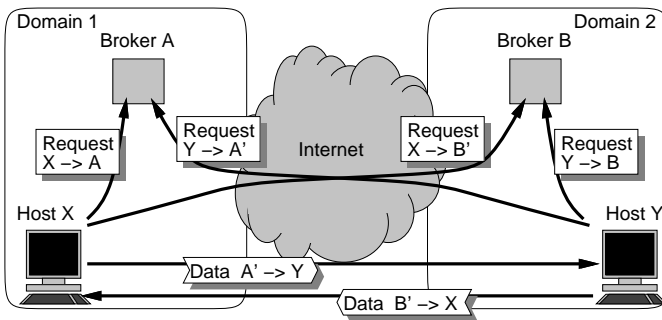 Domain 1
Domain 2
Broker A
Broker B
Request
X –> A
Request
Y –> A'
Internet
Request
X –> B'
Request
Y –> B
Host X
Host Y
Data A' –> Y
Data B' –> X